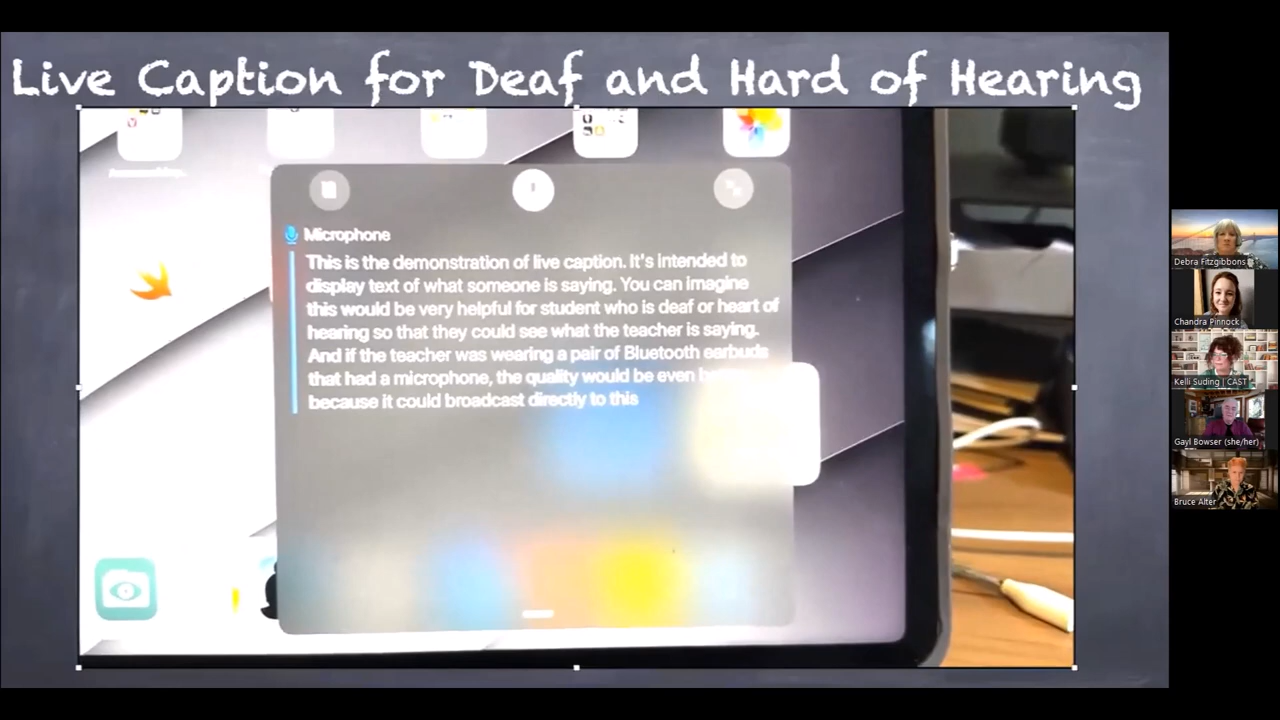 Live Caption for Deaf and Hard of Hearing
Microphone
This is the demonstration of live caption. It's intended to
display text of what someone is saying. You can imagine
this would be very helpful for student who is deaf or heart of
hearing so that they could see what the teacher is saying.
And if the teacher was wearing a pair of Bluetooth earbuds
that had a microphone, the quality would be even
because it could broadcast directly to this
Debra Fitzgibbons
Chandra Pinnock
Kelli Suding | CAST
Gayl Bowser (she/her)
Bruce Alter